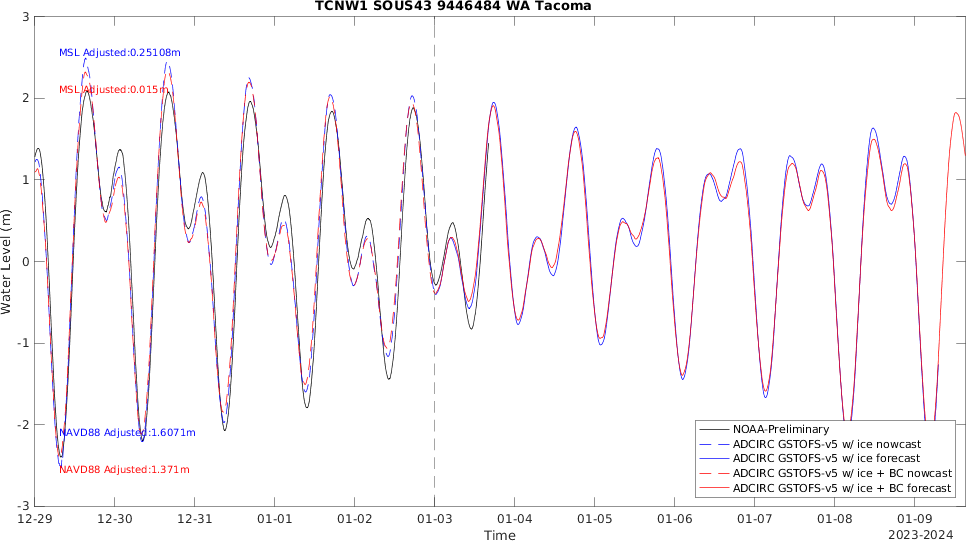 TCNW1 SOUS43 9446484 WA Tacoma
MSL Adjusted:0.25108m
MSL Adjusted:0.015m
NAVD88 Adjusted:1.6071m
NAVD88 Adjusted:1.371m
Water Level (m)
3
2
1
0
-1
-2
-3
NOAA-Preliminary
ADCIRC GSTOFS-v5 w/ ice nowcast
ADCIRC GSTOFS-v5 w/ ice forecast
ADCIRC GSTOFS-v5 w/ ice + BC nowcast
ADCIRC GSTOFS-v5 w/ ice + BC forecast
12-29 12-30 12-31 01-01 01-02 01-03 01-04 01-05 01-06 01-07 01-08 01-09
Time
2023-2024